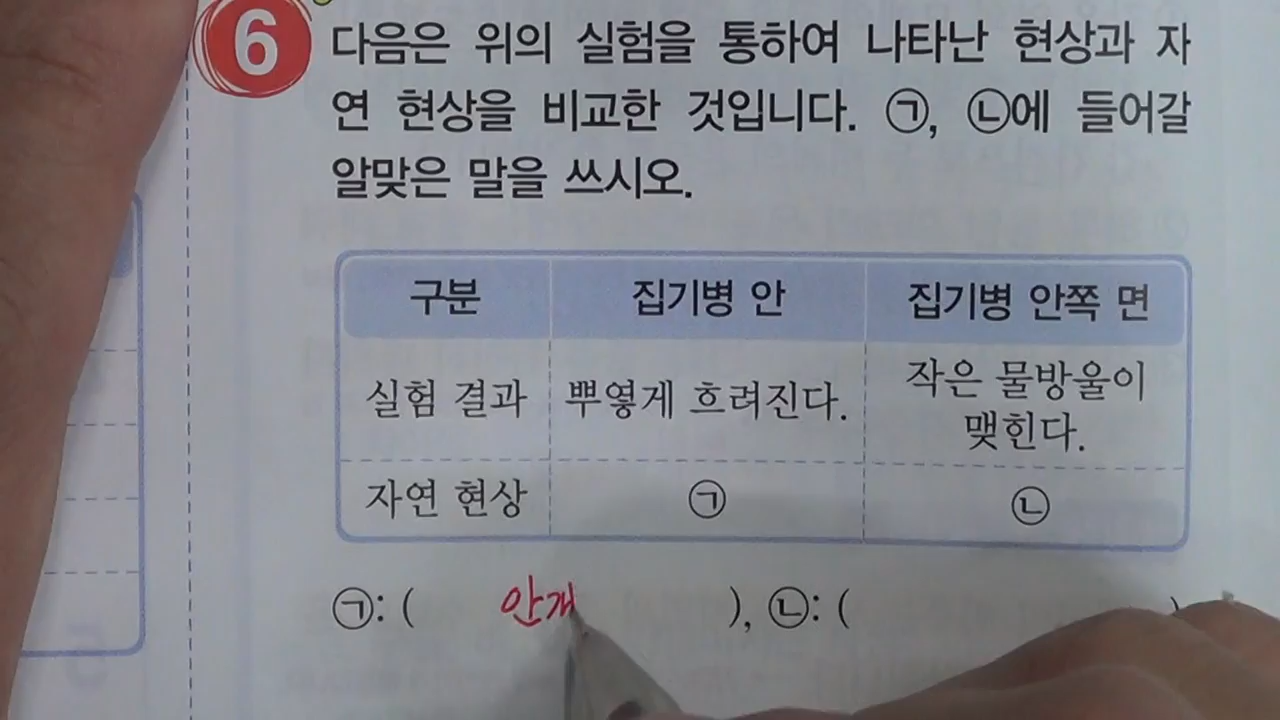 6 다음은 위의 실험을 통하여 나타난 현상과 자
연 현상을 비교한 것입니다. ㉠, ㉡에 들어갈
알맞은 말을 쓰시오.
구분 집기병 안 집기병 안쪽 면
실험 결과 뿌옇게 흐려진다. 작은 물방울이
맺힌다.
자연 현상 ㉠ ㉡
㉠: ( 안개 ), ㉡: ( )